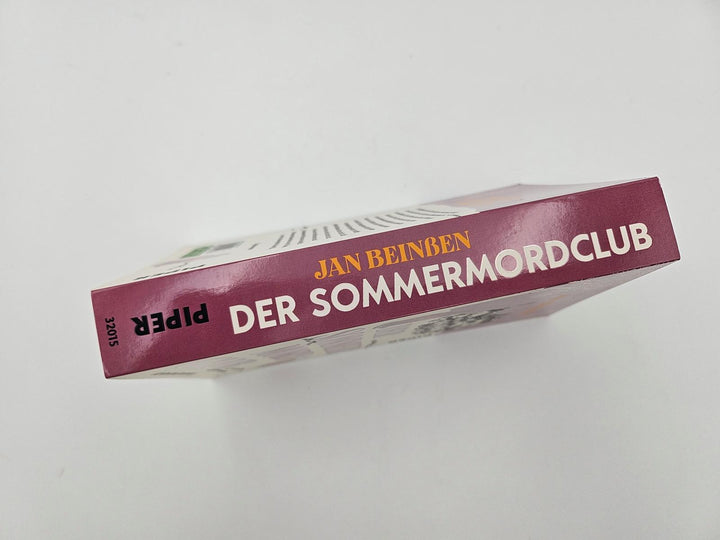 JAN BEINßEN
DER SOMMERMORDCLUB
PIPER
32015